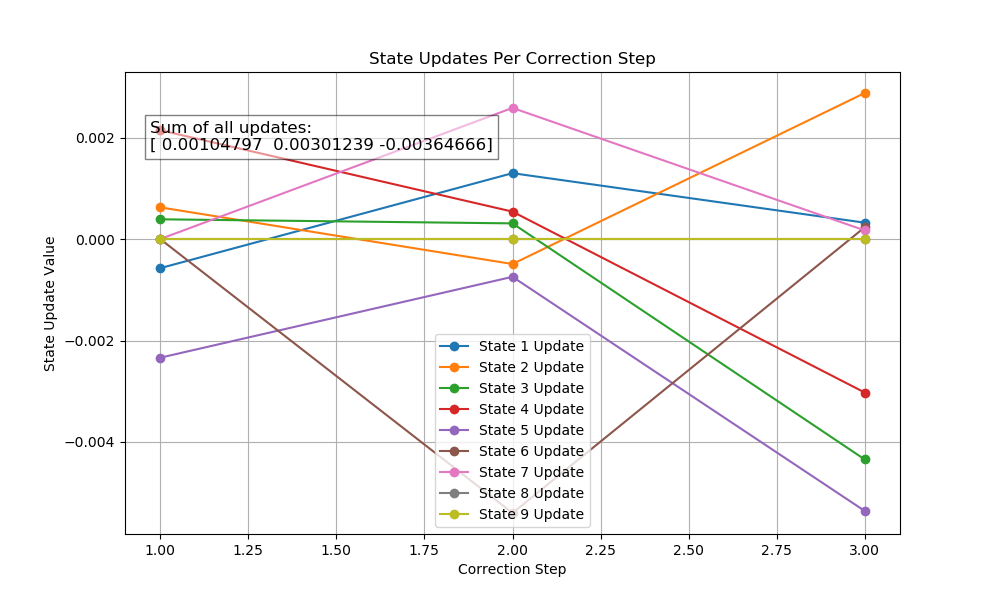 State Updates Per Correction Step
Sum of all updates:
[ 0.00104797  0.00301239 -0.00364666]
State Update Value
0.002
0.000
−0.002
−0.004
State 1 Update
State 2 Update
State 3 Update
State 4 Update
State 5 Update
State 6 Update
State 7 Update
State 8 Update
State 9 Update
1.00 1.25 1.50 1.75 2.00 2.25 2.50 2.75 3.00
Correction Step